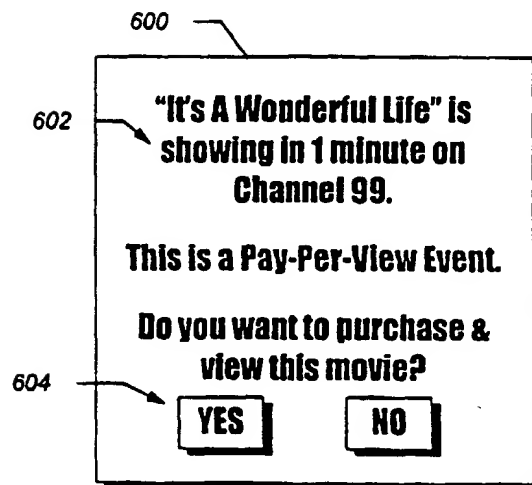 600
602
"It's A Wonderful Life" is
showing in 1 minute on
Channel 99.
This is a Pay-Per-View Event.
Do you want to purchase &
view this movie?
604
YES NO